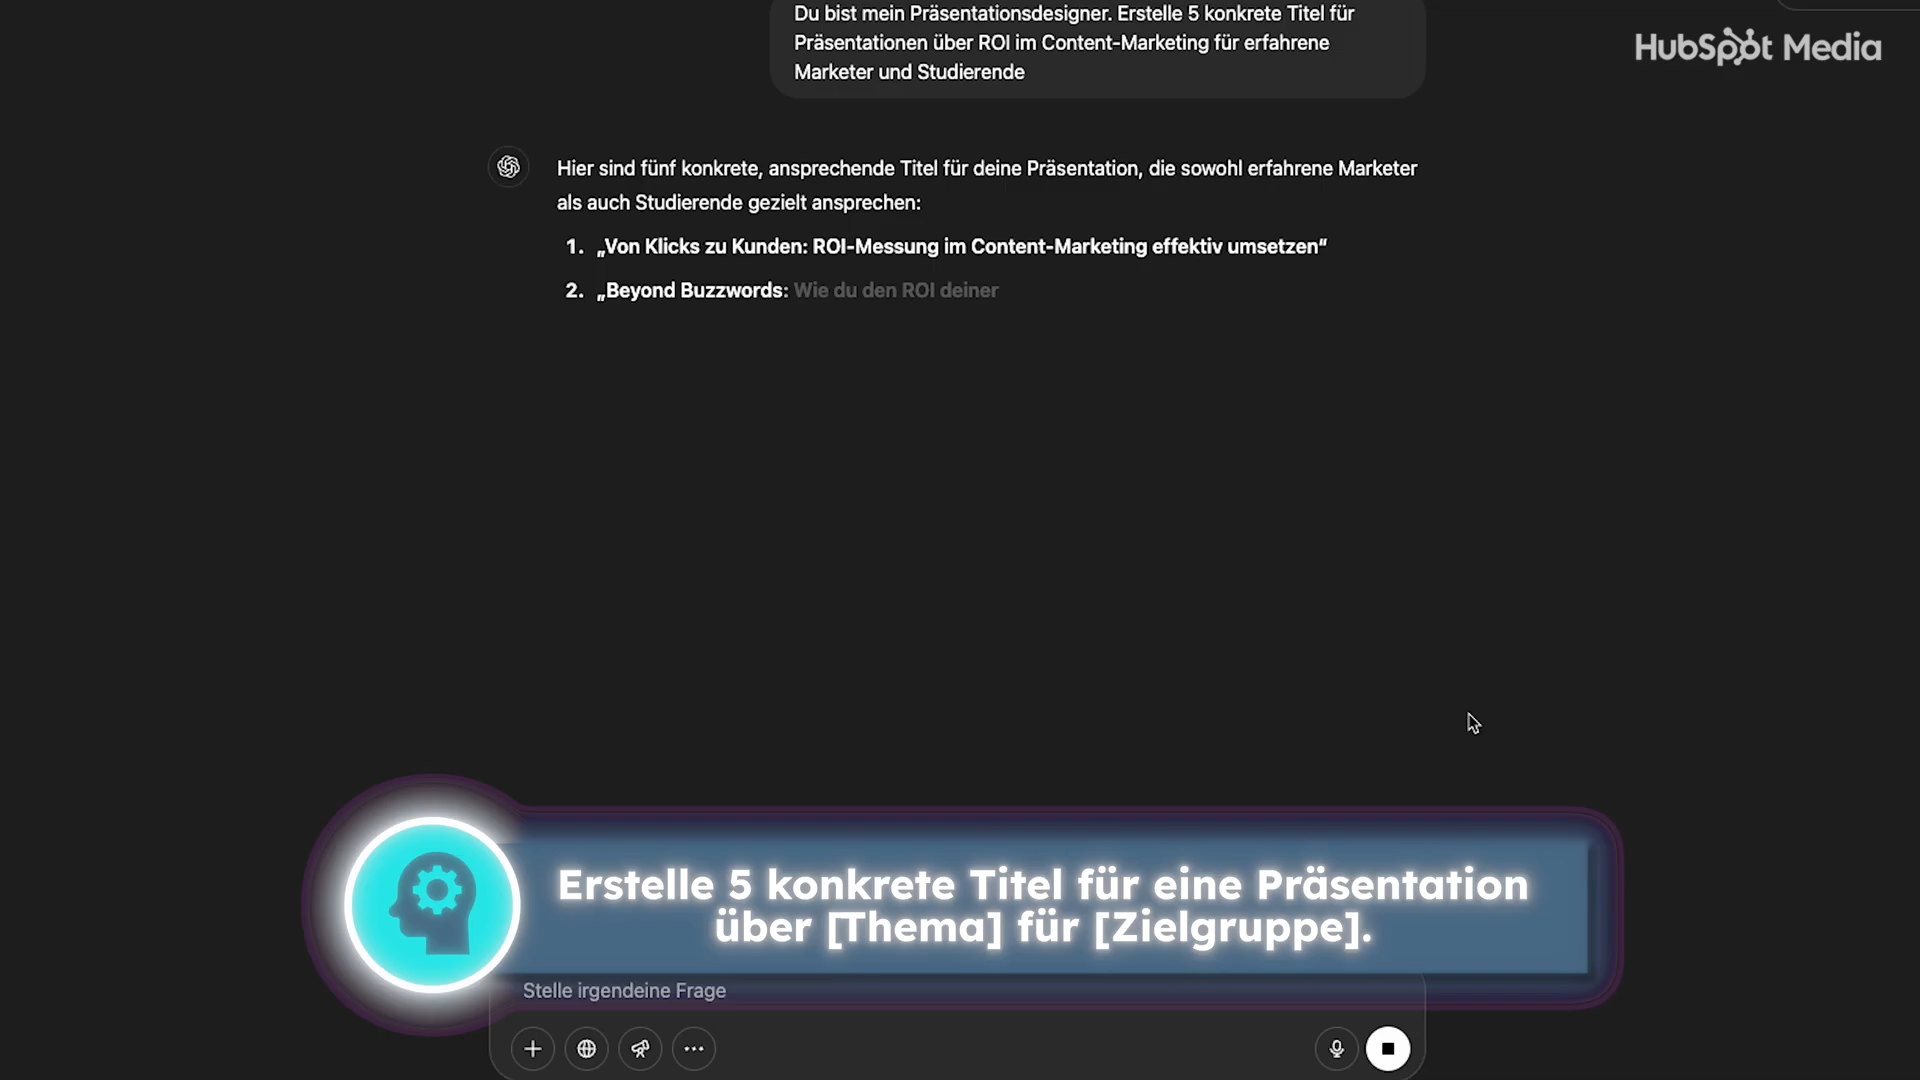 Du bist mein Präsentationsdesigner. Erstelle 5 konkrete Titel für
Präsentationen über ROI im Content-Marketing für erfahrene
Marketer und Studierende
HubSpot Media
Hier sind fünf konkrete, ansprechende Titel für deine Präsentation, die sowohl erfahrene Marketer
als auch Studierende gezielt ansprechen:
1. „Von Klicks zu Kunden: ROI-Messung im Content-Marketing effektiv umsetzen“
2. „Beyond Buzzwords: Wie du den ROI deiner
Erstelle 5 konkrete Titel für eine Präsentation
über [Thema] für [Zielgruppe].
Stelle irgendeine Frage